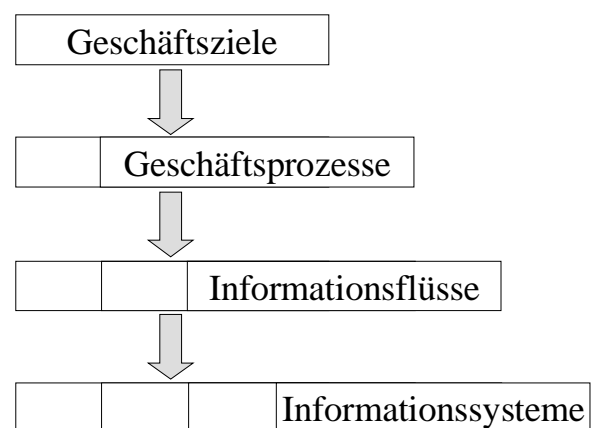 Geschäftsziele
Geschäftsprozesse
Informationsflüsse
Informationssysteme